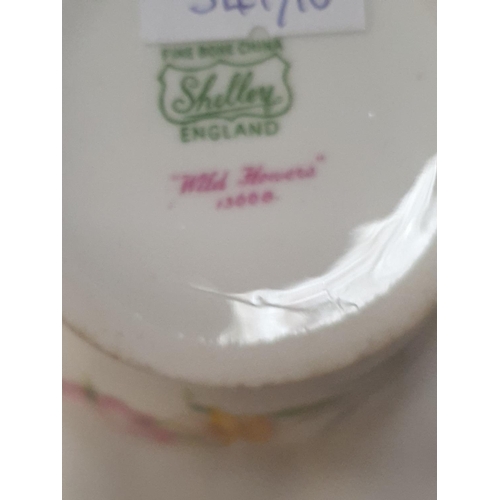 FINE BONE CHINA
Shelley
ENGLAND
"Wild Flowers"
13668